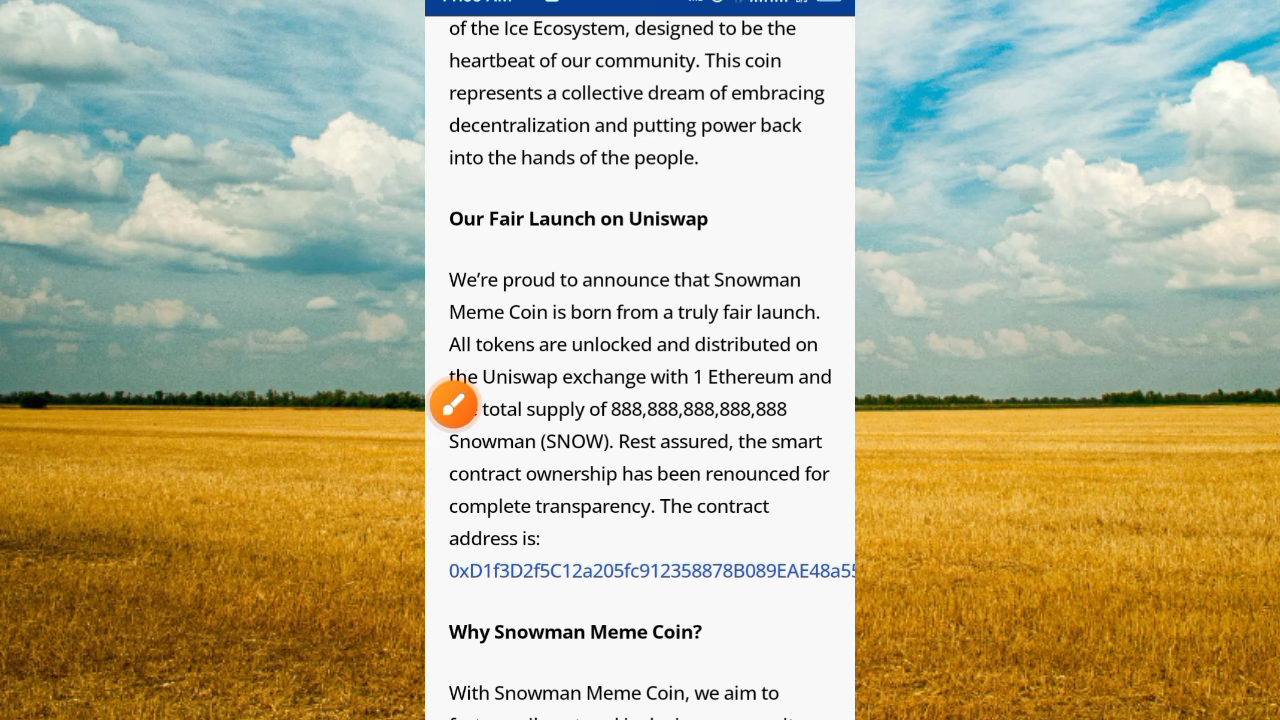 of the Ice Ecosystem, designed to be the
heartbeat of our community. This coin
represents a collective dream of embracing
decentralization and putting power back
into the hands of the people.
Our Fair Launch on Uniswap
We’re proud to announce that Snowman
Meme Coin is born from a truly fair launch.
All tokens are unlocked and distributed on
the Uniswap exchange with 1 Ethereum and
total supply of 888,888,888,888,888
Snowman (SNOW). Rest assured, the smart
contract ownership has been renounced for
complete transparency. The contract
address is:
0xD1f3D2f5C12a205fc912358878B089EAE48a55
Why Snowman Meme Coin?
With Snowman Meme Coin, we aim to